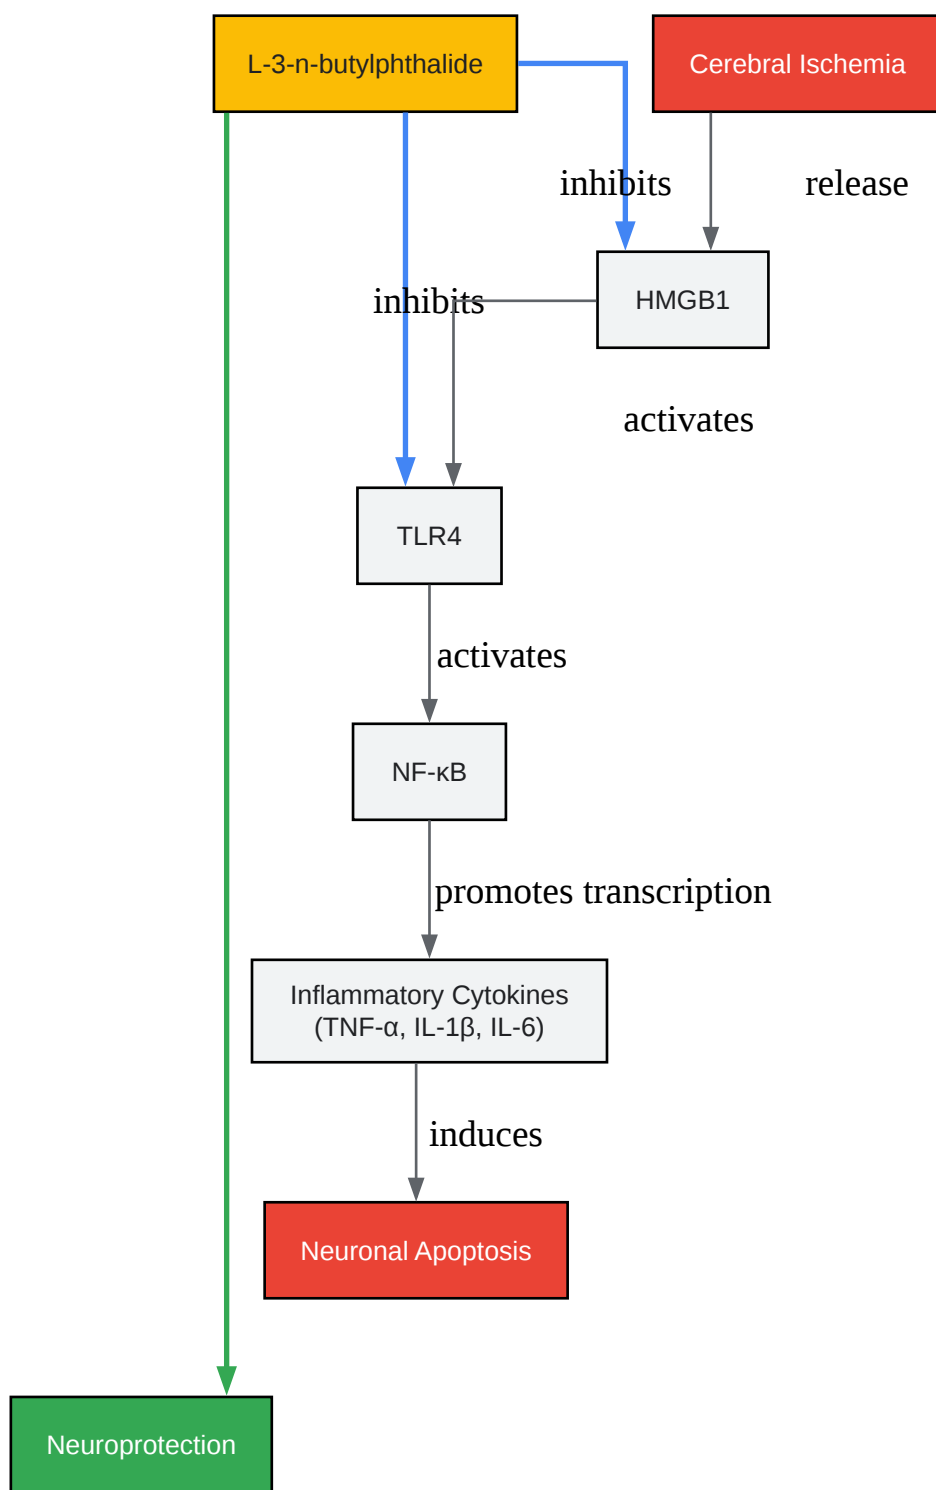 L-3-n-butylphthalide
Cerebral Ischemia
inhibits
release
HMGB1
inhibits
activates
TLR4
activates
NF-κB
promotes transcription
Inflammatory Cytokines
(TNF-α, IL-1β, IL-6)
induces
Neuronal Apoptosis
Neuroprotection